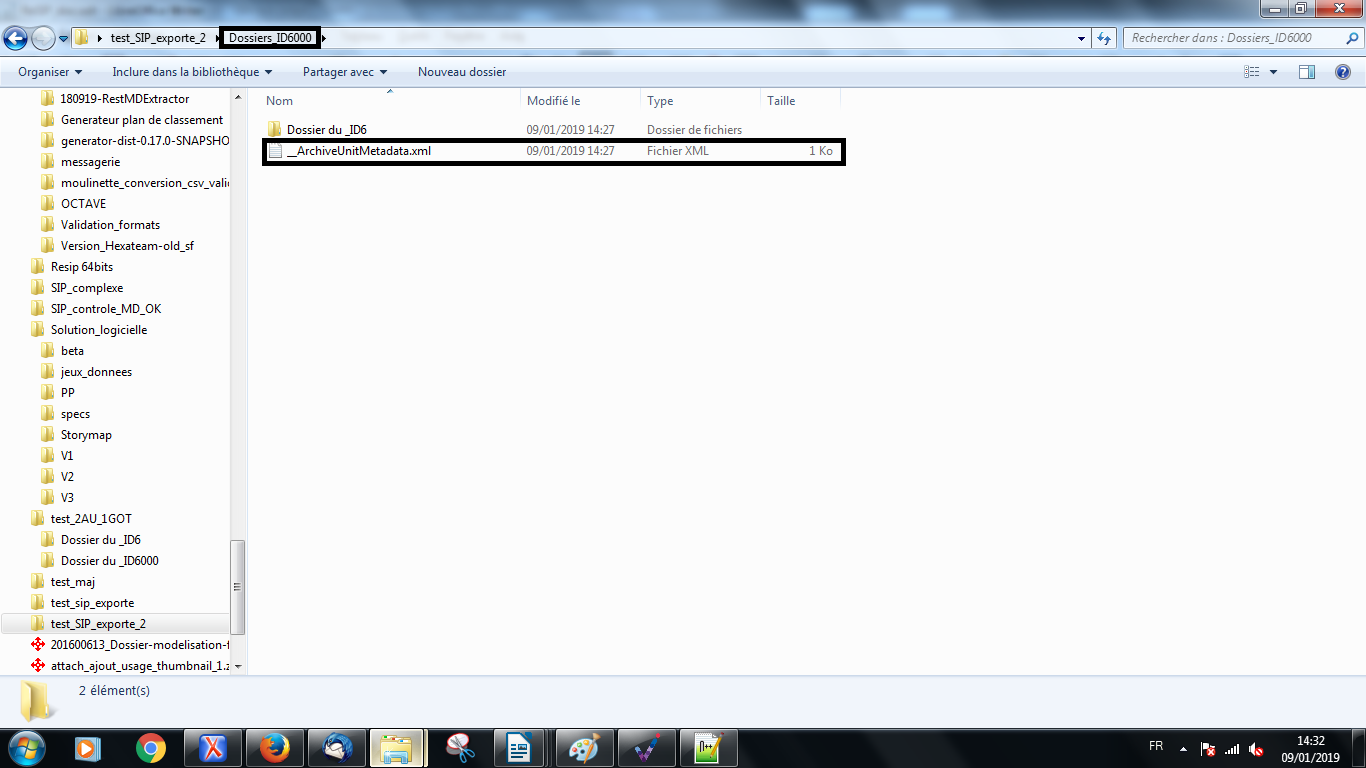 test_SIP_exporte_2 Dossiers_ID6000
Rechercher dans : Dossiers_ID6000
Organiser Inclure dans la bibliothèque Partager avec Nouveau dossier
180919-RestMDExtractor
Generateur plan de classement
generator-dist-0.17.0-SNAPSHO
messagerie
moulinette_conversion_csv_vali
OCTAVE
Validation_formats
Version_Hexateam-old_sf
Resip 64bits
SIP_complexe
SIP_controle_MD_OK
Solution_logicielle
beta
jeux_donnees
PP
specs
Storymap
V1
V2
V3
test_2AU_1GOT
Dossier du _ID6
Dossier du _ID6000
test_maj
test_sip_exporte
test_SIP_exporte_2
201600613_Dossier-modelisation-f
attach_ajout_usage_thumbnail_1.z
Nom Modifié le Type Taille
Dossier du _ID6 09/01/2019 14:27 Dossier de fichiers
__ArchiveUnitMetadata.xml 09/01/2019 14:27 Fichier XML 1 Ko
2 élément(s)
FR
14:32
09/01/2019